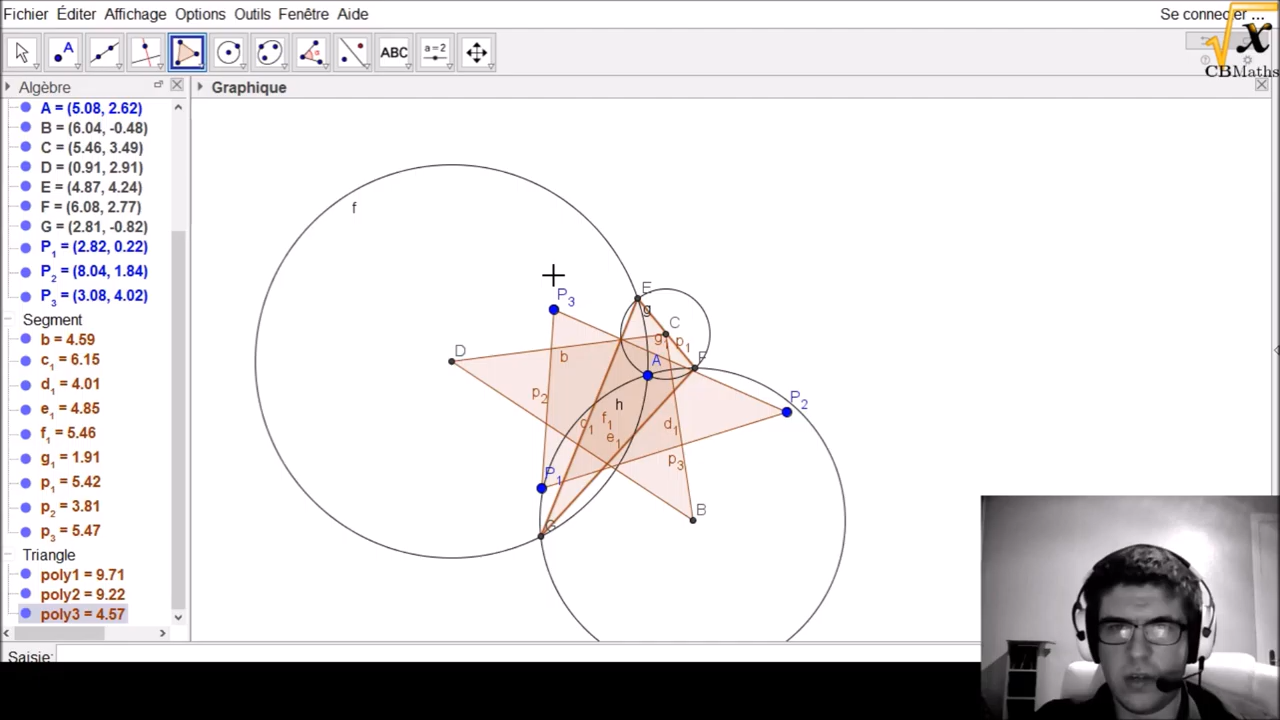 Fichier Éditer Affichage Options Outils Fenêtre Aide Se connecter ...
x
CBMaths
A ABC a=2
Algèbre Graphique
A = (5.08, 2.62)
B = (6.04, -0.48)
C = (5.46, 3.49)
D = (0.91, 2.91)
E = (4.87, 4.24)
F = (6.08, 2.77)
G = (2.81, -0.82)
P₁ = (2.82, 0.22)
P₂ = (8.04, 1.84)
P₃ = (3.08, 4.02)
Segment
b = 4.59
c₁ = 6.15
d₁ = 4.01
e₁ = 4.85
f₁ = 5.46
g₁ = 1.91
p₁ = 5.42
p₂ = 3.81
p₃ = 5.47
Triangle
poly1 = 9.71
poly2 = 9.22
poly3 = 4.57
f
E
P₃
g
C
g₁ p₁
D
b
A
F
p₂
P₂
h
c₁
f₁
d₁
e₁
p₃
P₁
B
G
Saisie: